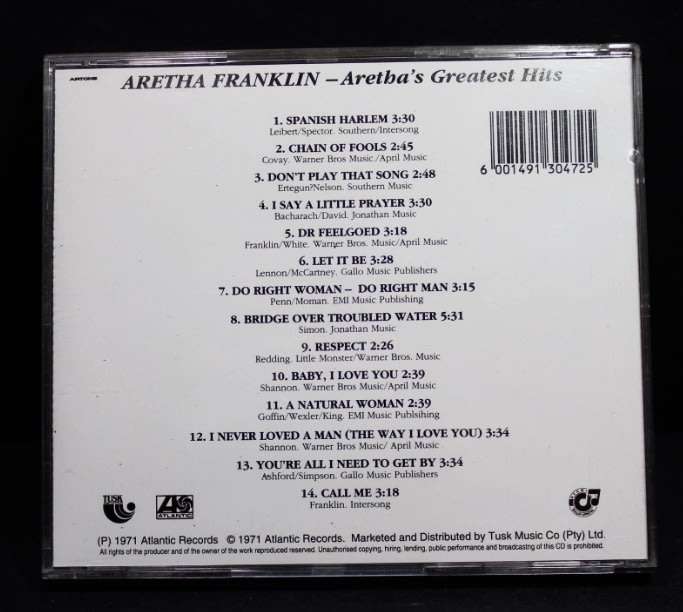 ARTONE
ARETHA FRANKLIN – Aretha's Greatest Hits
1. SPANISH HARLEM 3:30
Leibert/Spector. Southern/Intersong
2. CHAIN OF FOOLS 2:45
Covay. Warner Bros Music/April Music
3. DON'T PLAY THAT SONG 2:48
Ertegun?Nelson. Southern Music
4. I SAY A LITTLE PRAYER 3:30
Bacharach/David. Jonathan Music
5. DR FEELGOED 3:18
Franklin/White. Warner Bros. Music/April Music
6. LET IT BE 3:28
Lennon/McCartney. Gallo Music Publishers
7. DO RIGHT WOMAN – DO RIGHT MAN 3:15
Penn/Moman. EMI Music Publishing
8. BRIDGE OVER TROUBLED WATER 5:31
Simon. Jonathan Music
9. RESPECT 2:26
Redding. Little Monster/Warner Bros. Music
10. BABY, I LOVE YOU 2:39
Shannon. Warner Bros Music/April Music
11. A NATURAL WOMAN 2:39
Goffin/Wexler/King. EMI Music Publsihing
12. I NEVER LOVED A MAN (THE WAY I LOVE YOU) 3:34
Shannon. Warner Bros Music/ April Music
13. YOU'RE ALL I NEED TO GET BY 3:34
Ashford/Simpson. Gallo Music Publishers
14. CALL ME 3:18
Franklin. Intersong
6 001491 304725
TUSK
ATLANTIC
(P) 1971 Atlantic Records © 1971 Atlantic Records. Marketed and Distributed by Tusk Music Co (Pty) Ltd.
All rights of the producer and of the owner of the work reproduced reserved. Unauthorised copying, hiring, lending, public performance and broadcastng of this CD is prohibited.